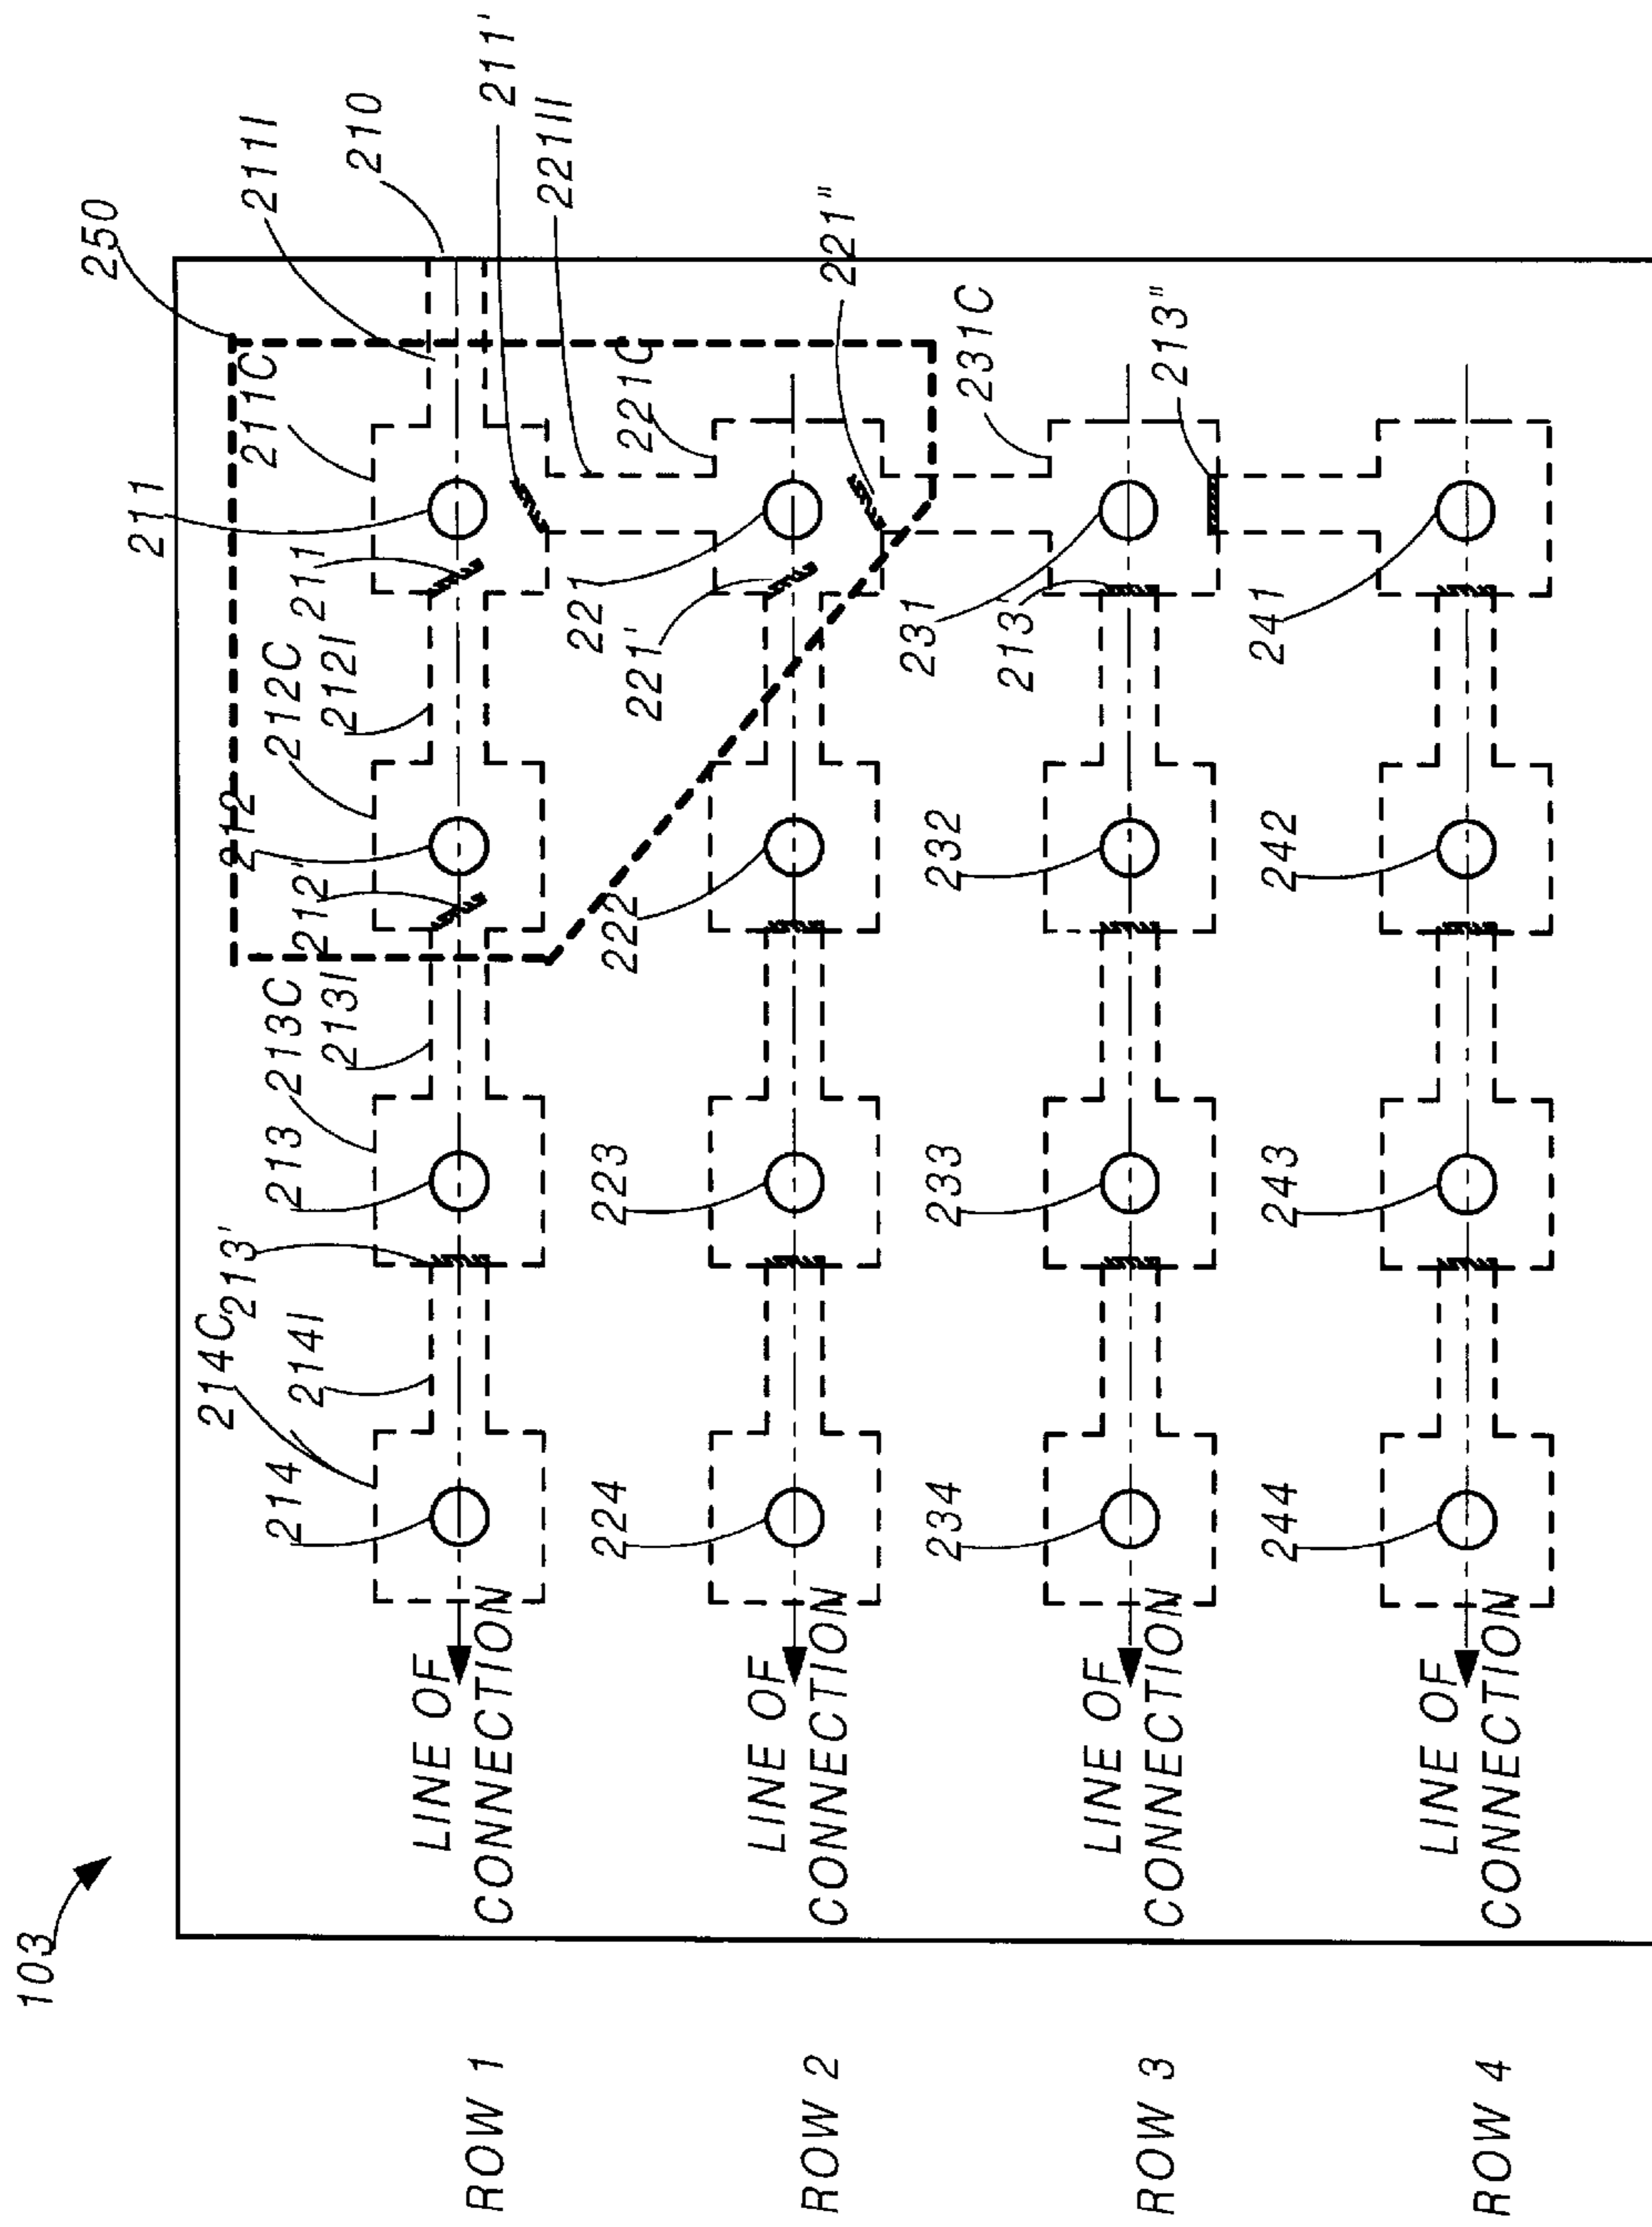 103
250
211I
210
211'
221II
211C
211
211
212C
212I
212
212'
213C
213I
213
213'
214C
214I
214
221C
221"
221
221'
222
223
224
231C
213"
231
213'
232
233
234
241
242
243
244
LINE OF
CONNECTION
LINE OF
CONNECTION
LINE OF
CONNECTION
LINE OF
CONNECTION
ROW 1
ROW 2
ROW 3
ROW 4